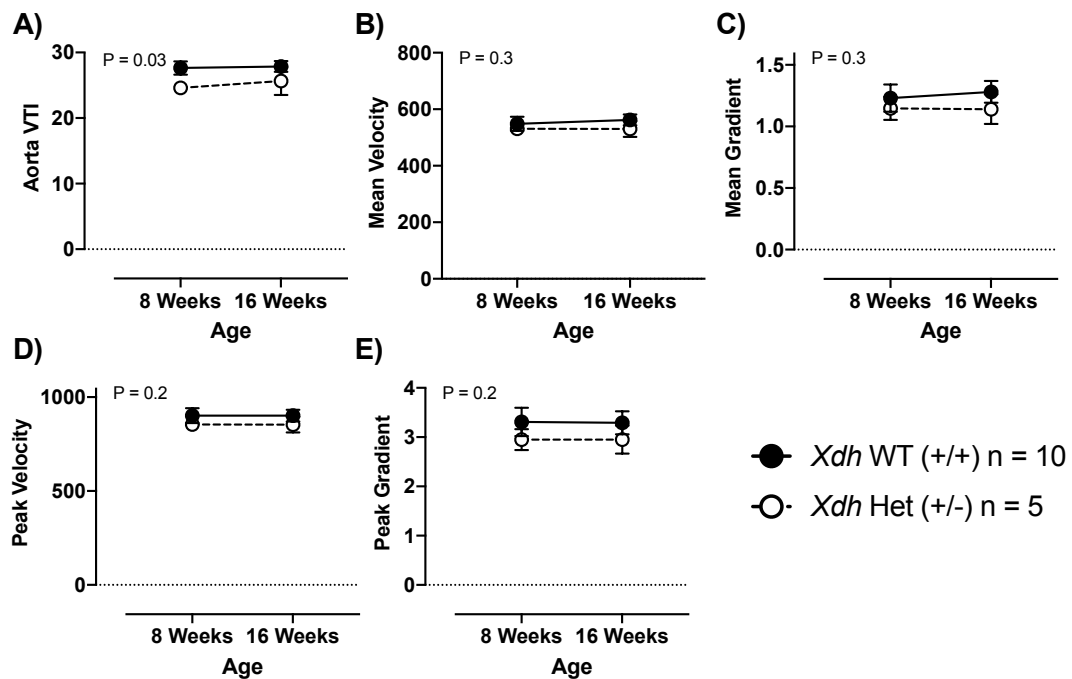 A)
P = 0.03
30
20
10
0
Aorta VTI
8 Weeks 16 Weeks
Age
B)
P = 0.3
800
600
400
200
0
Mean Velocity
8 Weeks 16 Weeks
Age
C)
P = 0.3
1.5
1.0
0.5
0.0
Mean Gradient
8 Weeks 16 Weeks
Age
D)
P = 0.2
1000
500
0
Peak Velocity
8 Weeks 16 Weeks
Age
E)
P = 0.2
4
3
2
1
0
Peak Gradient
8 Weeks 16 Weeks
Age
Xdh WT (+/+) n = 10
Xdh Het (+/-) n = 5